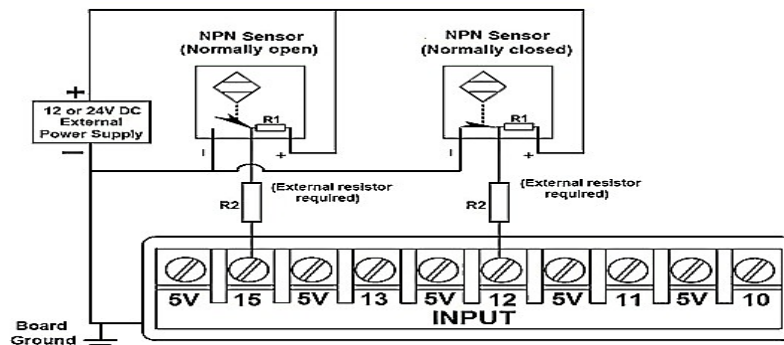 NPN Sensor
(Normally open)
NPN Sensor
(Normally closed)
+
12 or 24V DC
External
Power Supply
–
R1
R1
– +
– +
R2
(External resistor
required)
R2
(External resistor
required)
5V 15 5V 13 5V 12 5V 11 5V 10
INPUT
Board
Ground